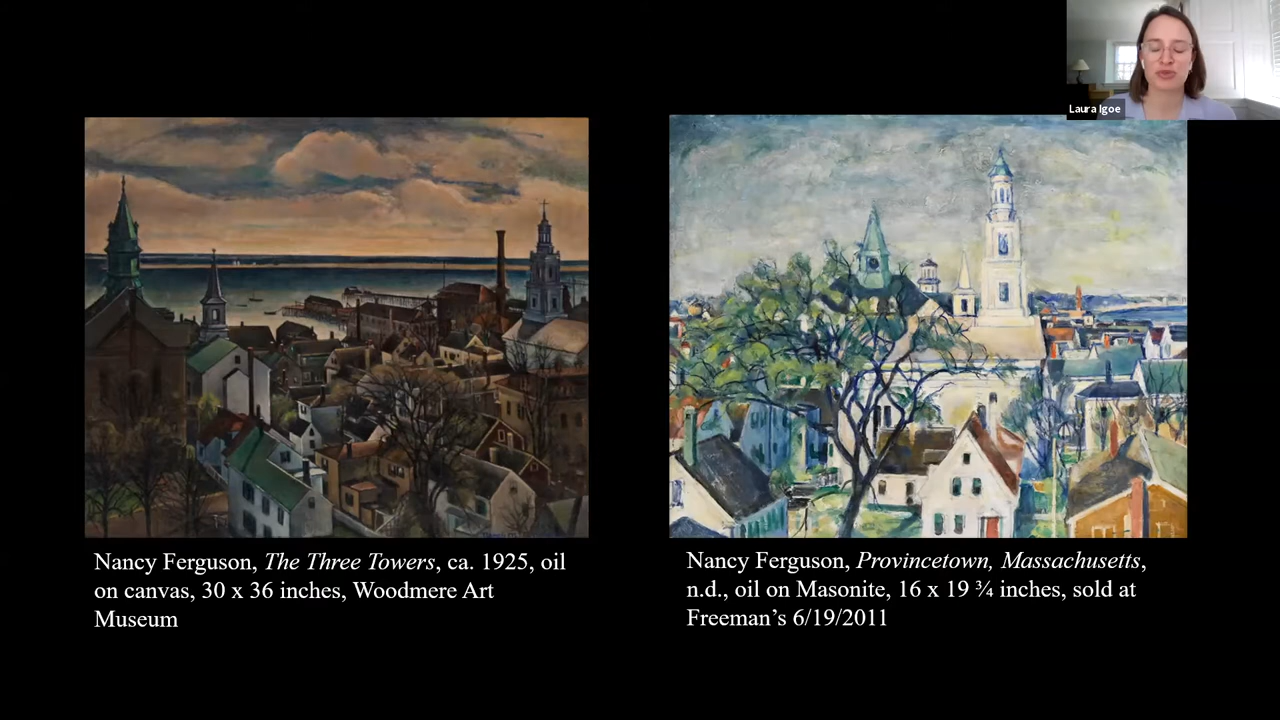 Laura Igoe
Nancy Ferguson, The Three Towers, ca. 1925, oil
on canvas, 30 x 36 inches, Woodmere Art
Museum
Nancy Ferguson, Provincetown, Massachusetts,
n.d., oil on Masonite, 16 x 19 ¾ inches, sold at
Freeman’s 6/19/2011